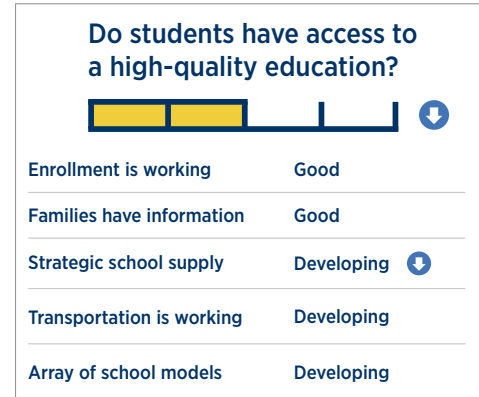 Do students have access to
a high-quality education?
Enrollment is working Good
Families have information Good
Strategic school supply Developing
Transportation is working Developing
Array of school models Developing